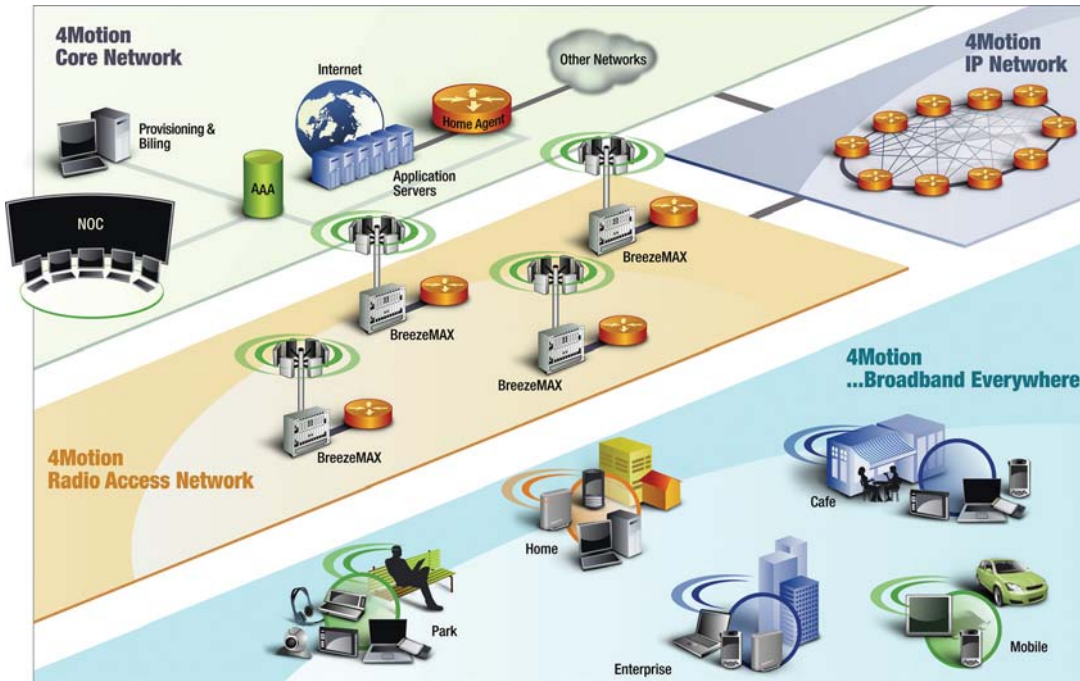 4Motion
Core Network
Internet
Other Networks
4Motion
IP Network
Home Agent
Provisioning &
Biling
Application
Servers
AAA
NOC
BreezeMAX
BreezeMAX
BreezeMAX
BreezeMAX
4Motion
Radio Access Network
4Motion
...Broadband Everywhere
Cafe
Home
Park
Enterprise
Mobile